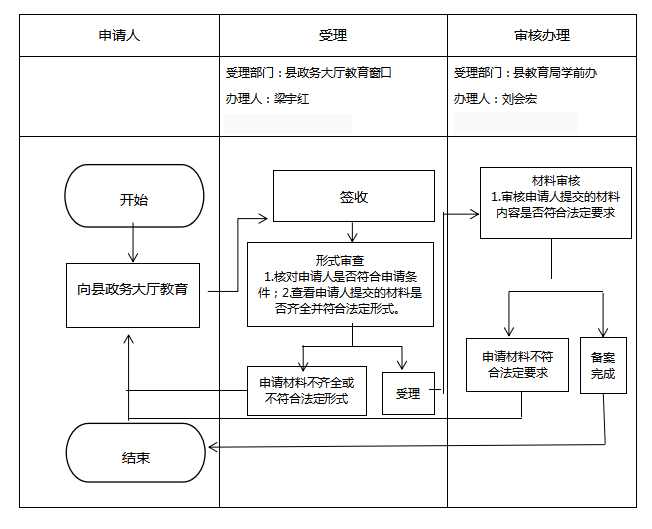 申请人
受理
审核办理
受理部门：县政务大厅教育窗口
办理人：梁宇红
受理部门：县教育局学前办
办理人：刘会宏
开始
向县政务大厅教育
签收
形式审查
1.核对申请人是否符合申请条
件；2.查看申请人提交的材料是
否齐全并符合法定形式。
申请材料不齐全或
不符合法定形式
受理
材料审核
1.审核申请人提交的材料
内容是否符合法定要求
申请材料不符
合法定要求
备案
完成
结束